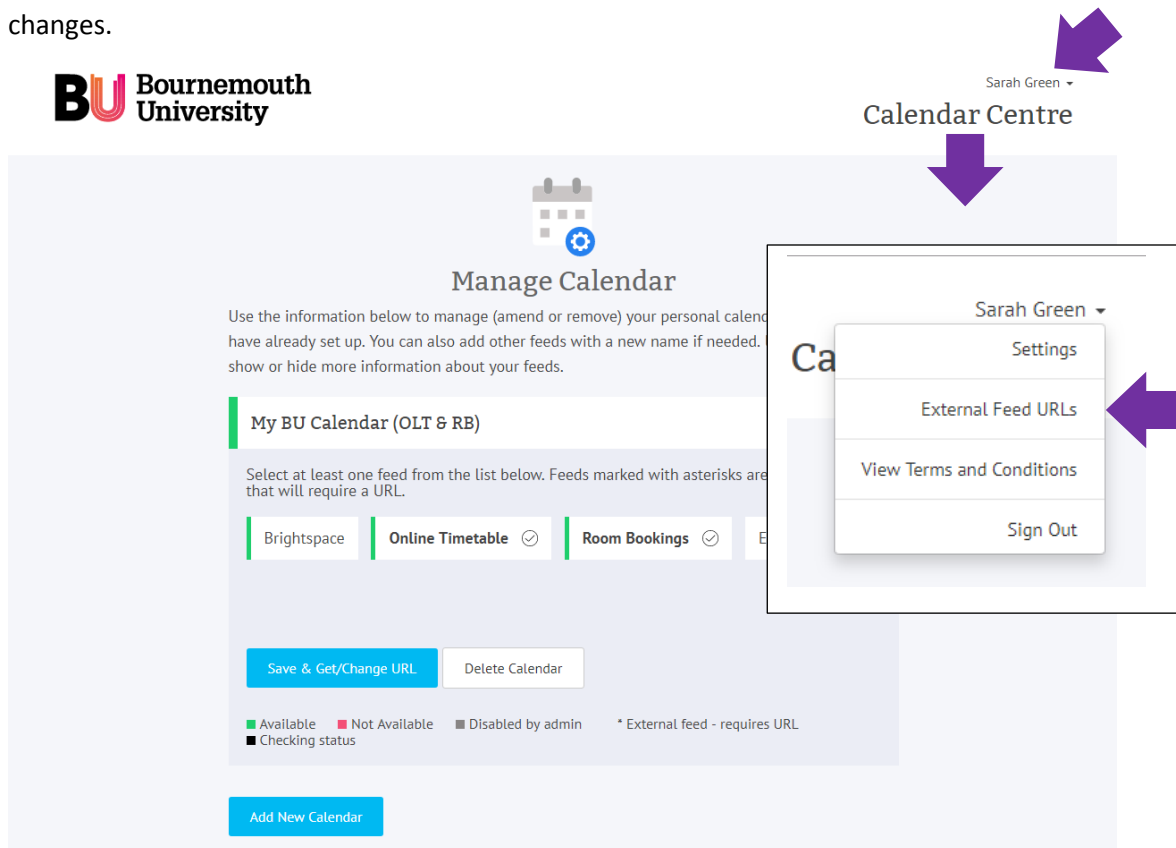 changes.
BU Bournemouth
University
Sarah Green
Calendar Centre
Manage Calendar
Use the information below to manage (amend or remove) your personal
have already set up. You can also add other feeds with a new name if needed.
show or hide more information about your feeds.
My BU Calendar (OLT & RB)
Select at least one feed from the list below. Feeds marked with asterisks are
that will require a URL.
Brightspace
Online Timetable
Room Bookings
Save & Get/Change URL
Delete Calendar
Available
Not Available
Disabled by admin
* External feed - requires URL
Checking status
Add New Calendar
Sarah Green
Ca
Settings
External Feed URLs
View Terms and Conditions
Sign Out